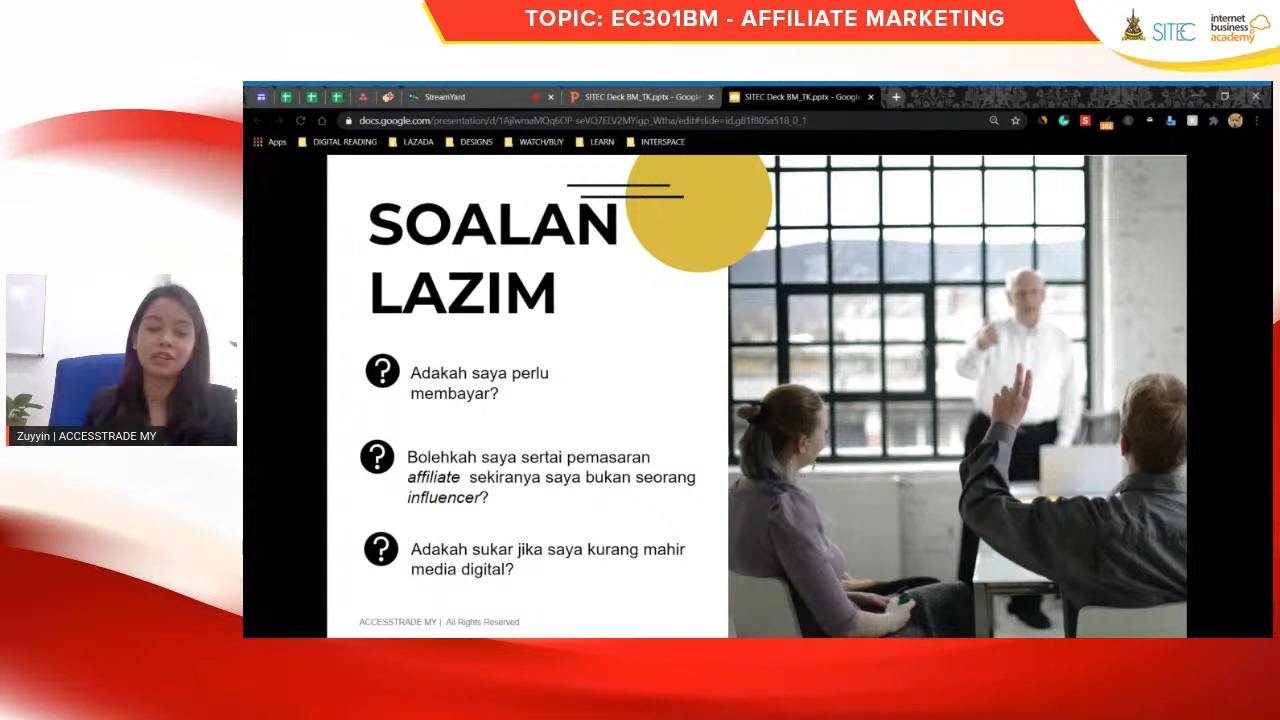 TOPIC: EC301BM - AFFILIATE MARKETING
SITEC
internet
business
academy
StreamYard
SITEC Deck BM_TK.pptx - Google
SITEC Deck BM_TK.pptx - Google
Apps
DIGITAL READING
LAZADA
DESIGNS
WATCH/BUY
LEARN
INTERSPACE
SOALAN
LAZIM
? Adakah saya perlu
membayar?
? Bolehkah saya sertai pemasaran
affiliate sekiranya saya bukan seorang
influencer?
? Adakah sukar jika saya kurang mahir
media digital?
ACCESSTRADE MY | All Rights Reserved
Zuyyin | ACCESSTRADE MY